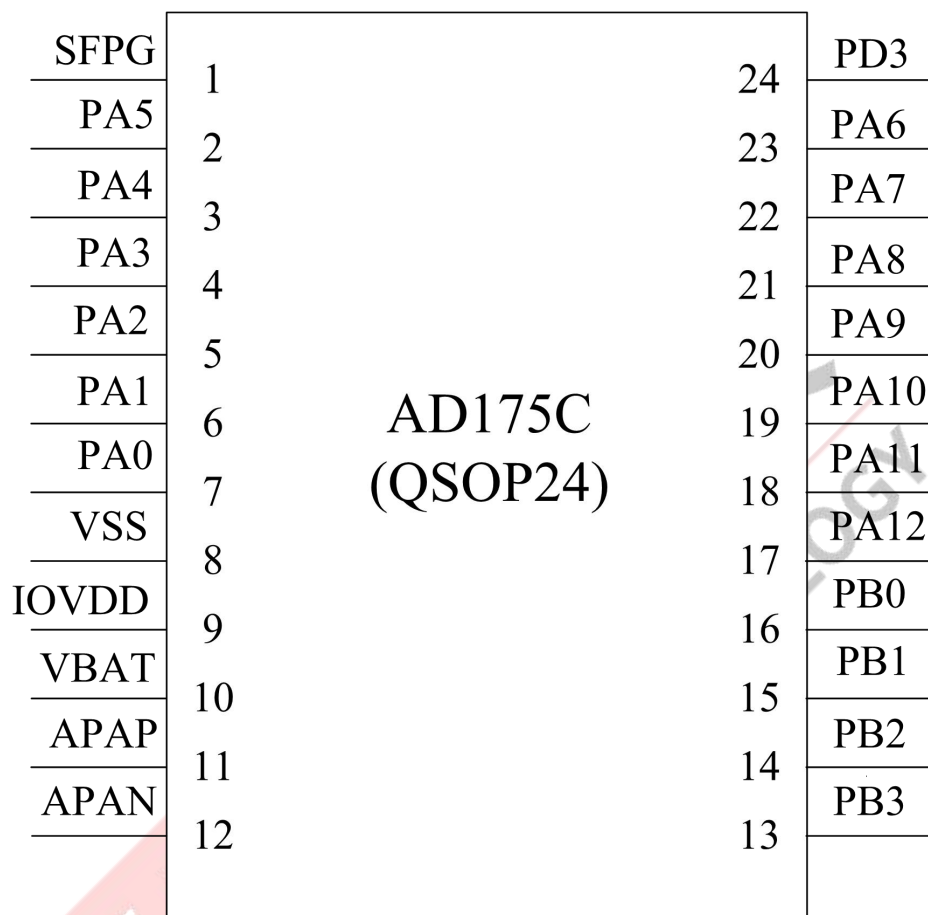 SFPG 1 24 PD3
PA5 2 23 PA6
PA4 3 22 PA7
PA3 4 21 PA8
PA2 5 20 PA9
PA1 6 19 PA10
PA0 7 18 PA11
VSS 8 17 PA12
IOVDD 9 16 PB0
VBAT 10 15 PB1
APAP 11 14 PB2
APAN 12 13 PB3
AD175C
(QSOP24)